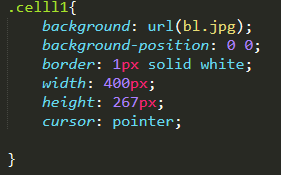 .celll1{
background: url(bl.jpg);
background-position: 0 0;
border: 1px solid white;
width: 400px;
height: 267px;
cursor: pointer;
}